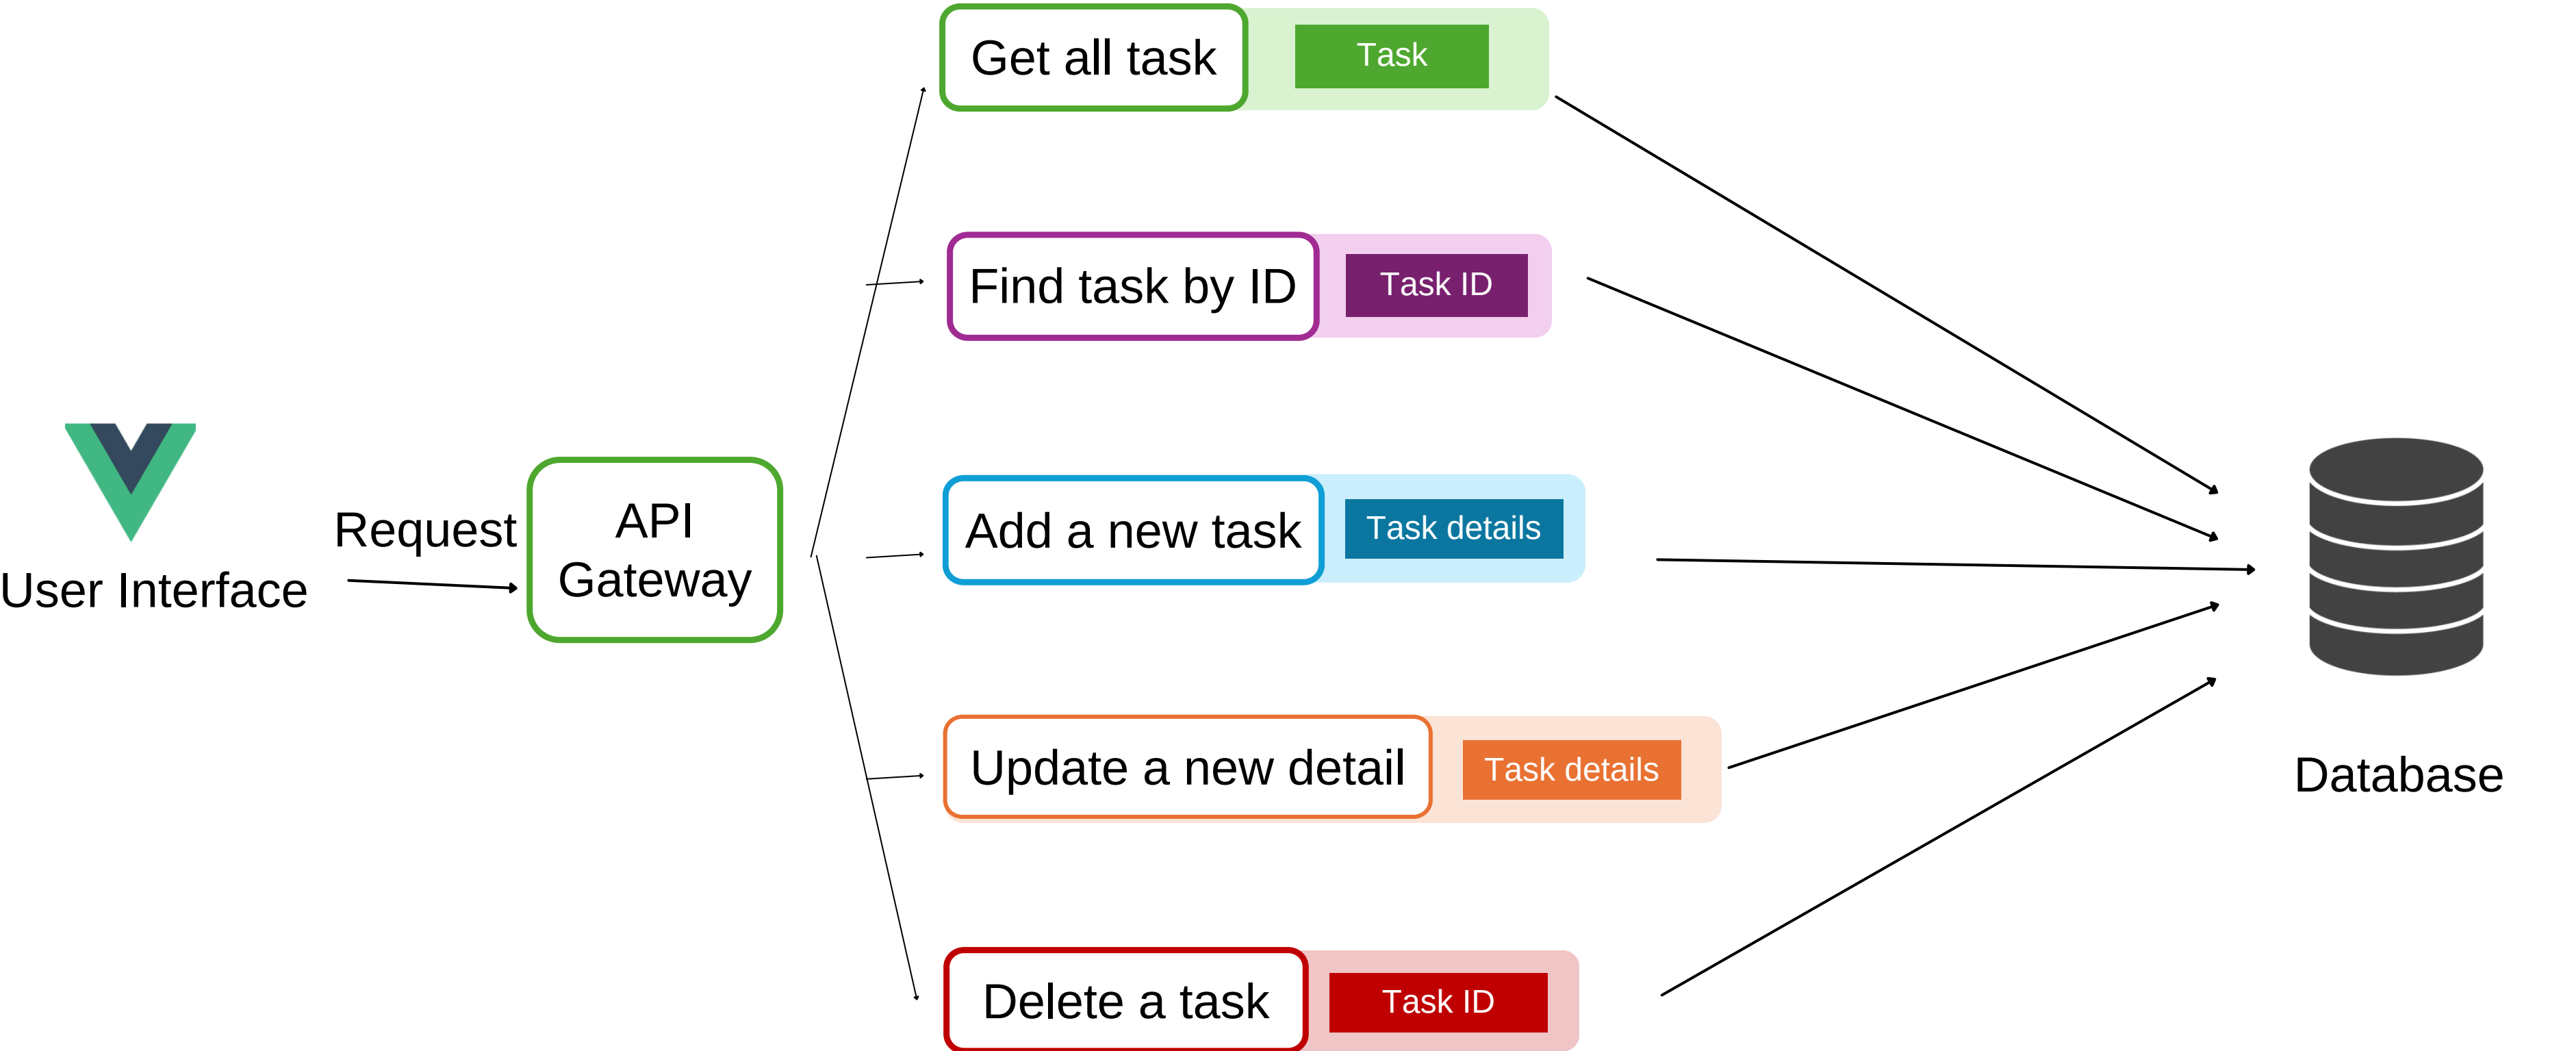 User Interface
Request
API
Gateway
Get all task
Task
Find task by ID
Task ID
Add a new task
Task details
Update a new detail
Task details
Delete a task
Task ID
Database